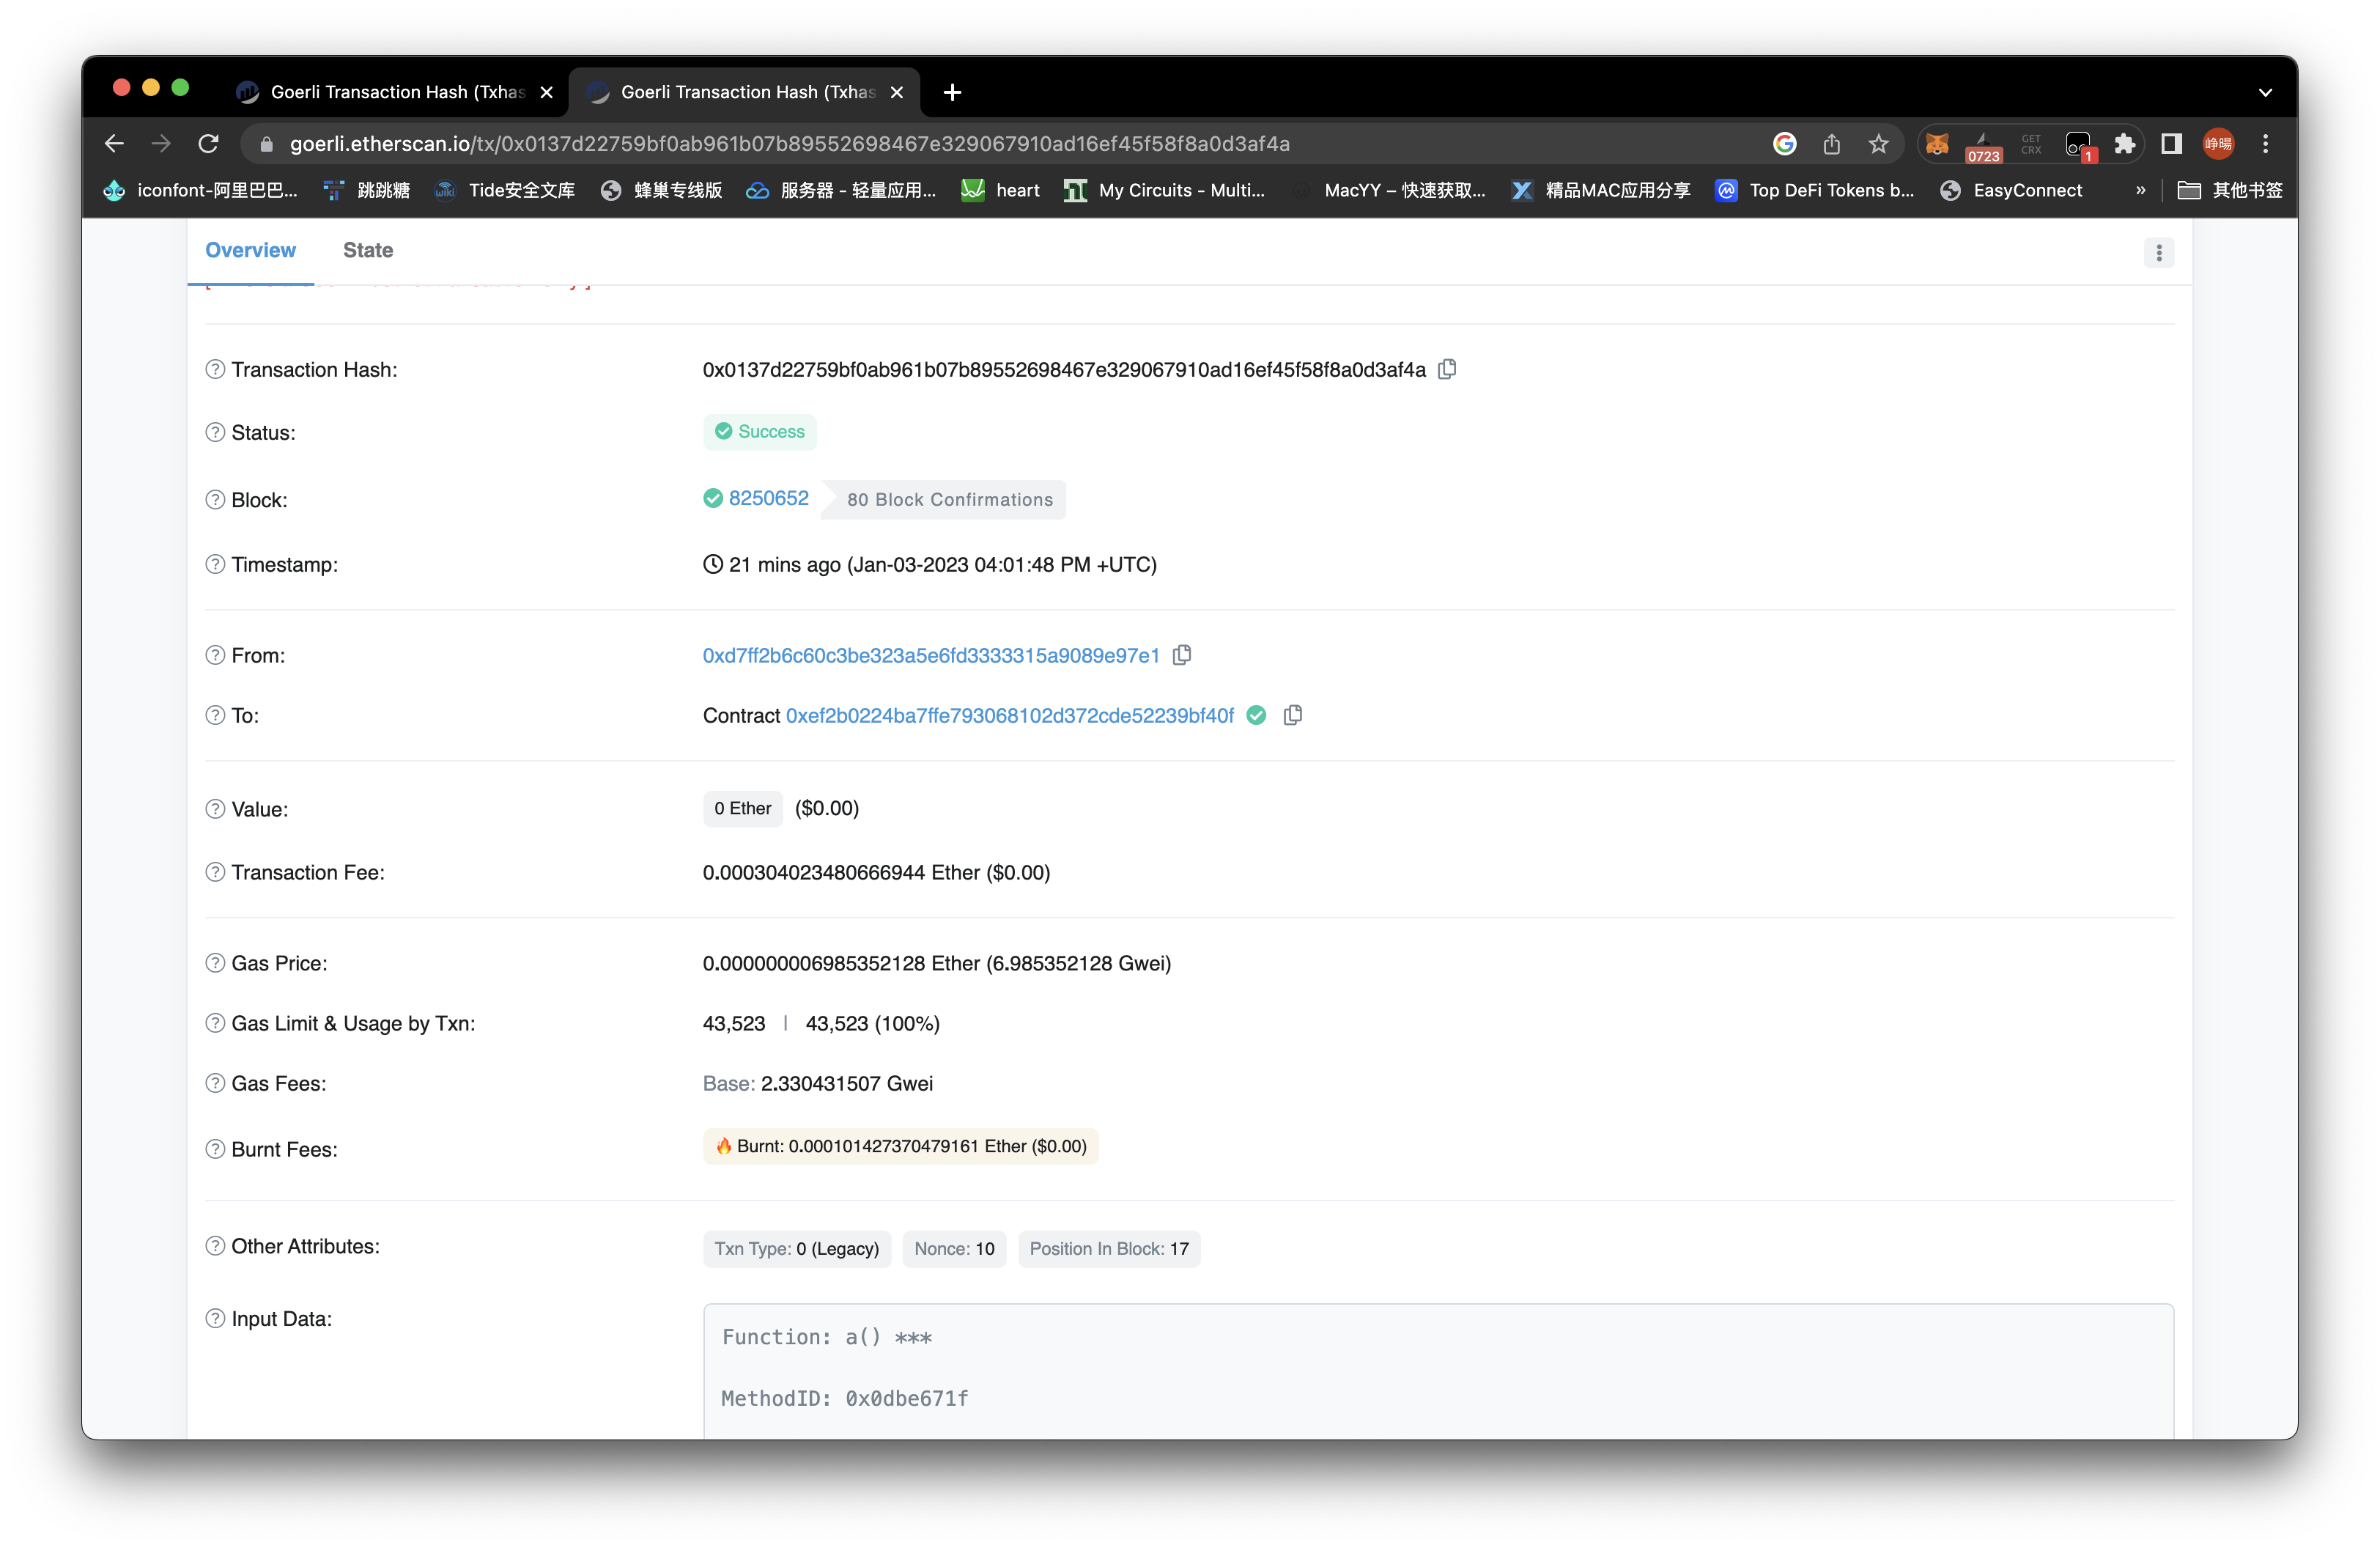 Goerli Transaction Hash (Txhas
Goerli Transaction Hash (Txhas
goerli.etherscan.io/tx/0x0137d22759bf0ab961b07b89552698467e329067910ad16ef45f58f8a0d3af4a
0723
GET
CRX
1
峥暘
iconfont-阿里巴巴...
跳跳糖
wiki
Tide安全文库
蜂巢专线版
服务器 - 轻量应用...
heart
My Circuits - Multi...
MacYY – 快速获取...
精品MAC应用分享
Top DeFi Tokens b...
EasyConnect
»
其他书签
Overview
State
Transaction Hash:
0x0137d22759bf0ab961b07b89552698467e329067910ad16ef45f58f8a0d3af4a
Status:
Success
Block:
8250652
80 Block Confirmations
Timestamp:
21 mins ago (Jan-03-2023 04:01:48 PM +UTC)
From:
0xd7ff2b6c60c3be323a5e6fd3333315a9089e97e1
To:
Contract 0xef2b0224ba7ffe793068102d372cde52239bf40f
Value:
0 Ether ($0.00)
Transaction Fee:
0.000304023480666944 Ether ($0.00)
Gas Price:
0.000000006985352128 Ether (6.985352128 Gwei)
Gas Limit & Usage by Txn:
43,523 | 43,523 (100%)
Gas Fees:
Base: 2.330431507 Gwei
Burnt Fees:
Burnt: 0.000101427370479161 Ether ($0.00)
Other Attributes:
Txn Type: 0 (Legacy)
Nonce: 10
Position In Block: 17
Input Data:
Function: a() ***
MethodID: 0x0dbe671f